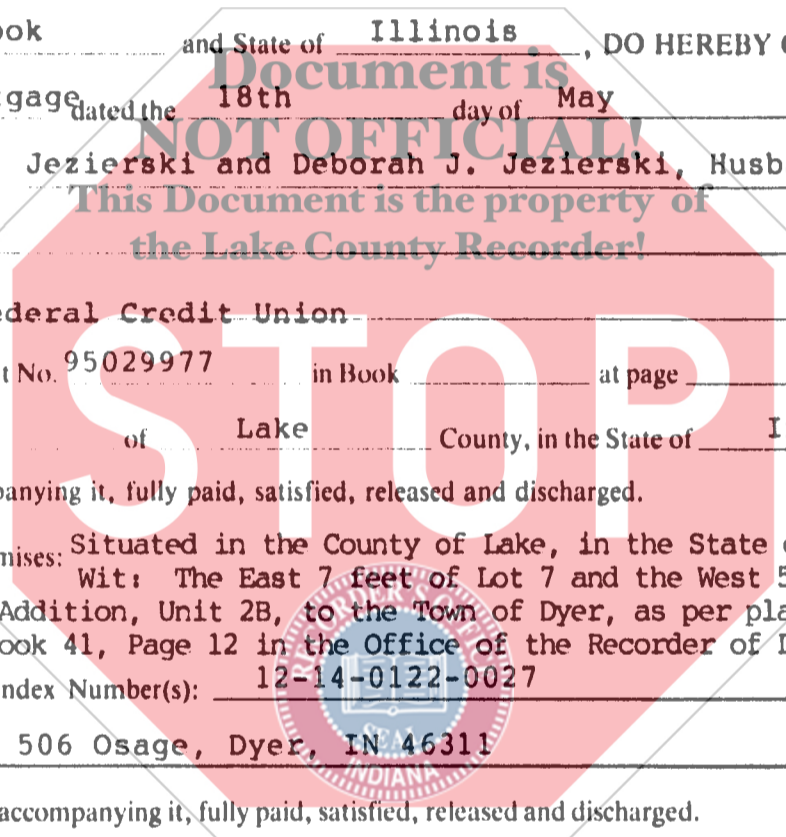 ook and State of Illinois , DO HEREBY
Document is
gage dated the 18th day of May
NOT OFFICIAL!
Jezierski and Deborah J. Jezierski, Husb
This Document is the property of
the Lake County Recorder!
deral Credit Union
t No. 95029977 in Book at page
STOP
of Lake County, in the State of I
panying it, fully paid, satisfied, released and discharged.
mises: Situated in the County of Lake, in the State
Wit: The East 7 feet of Lot 7 and the West 5
Addition, Unit 2B, to the Town of Dyer, as per pla
ook 41, Page 12 in the Office of the Recorder of
ndex Number(s): 12-14-0122-0027
RECORDER'S OFFICE
SEAL
INDIANA
506 Osage, Dyer, IN 46311
accompanying it, fully paid, satisfied, released and discharged.